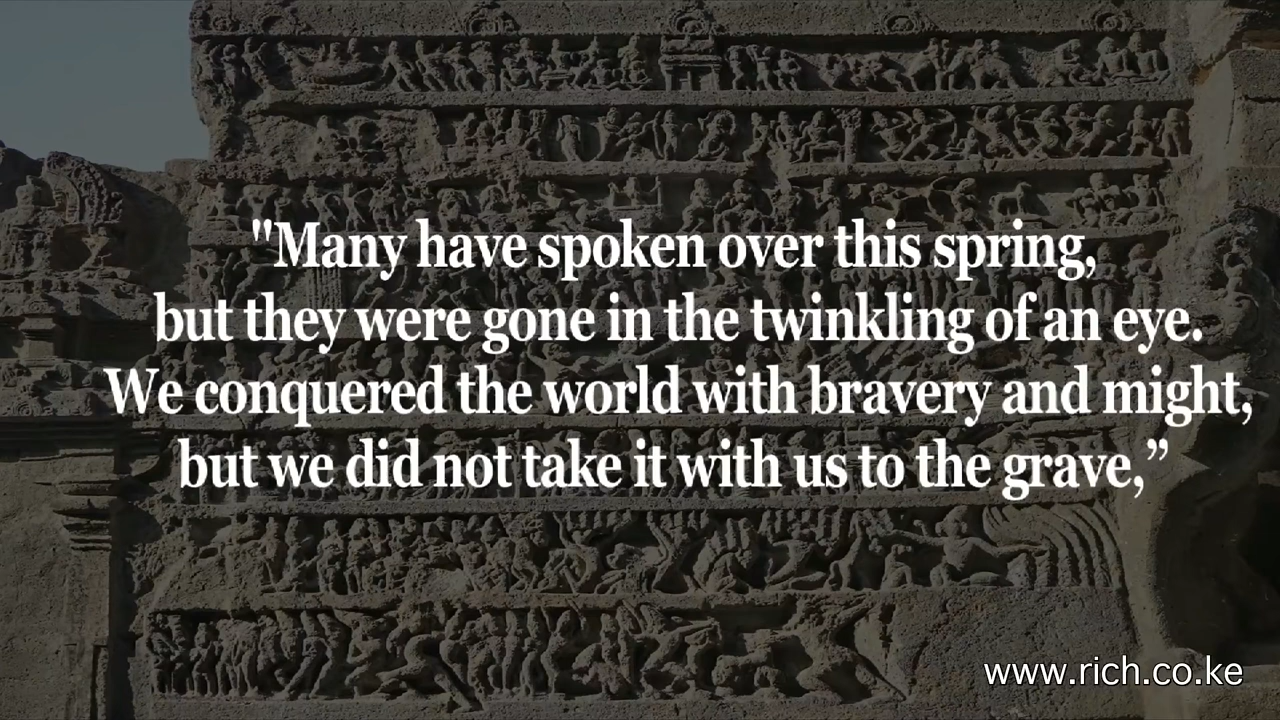 "Many have spoken over this spring,
but they were gone in the twinkling of an eye.
We conquered the world with bravery and might,
but we did not take it with us to the grave,”
www.rich.co.ke